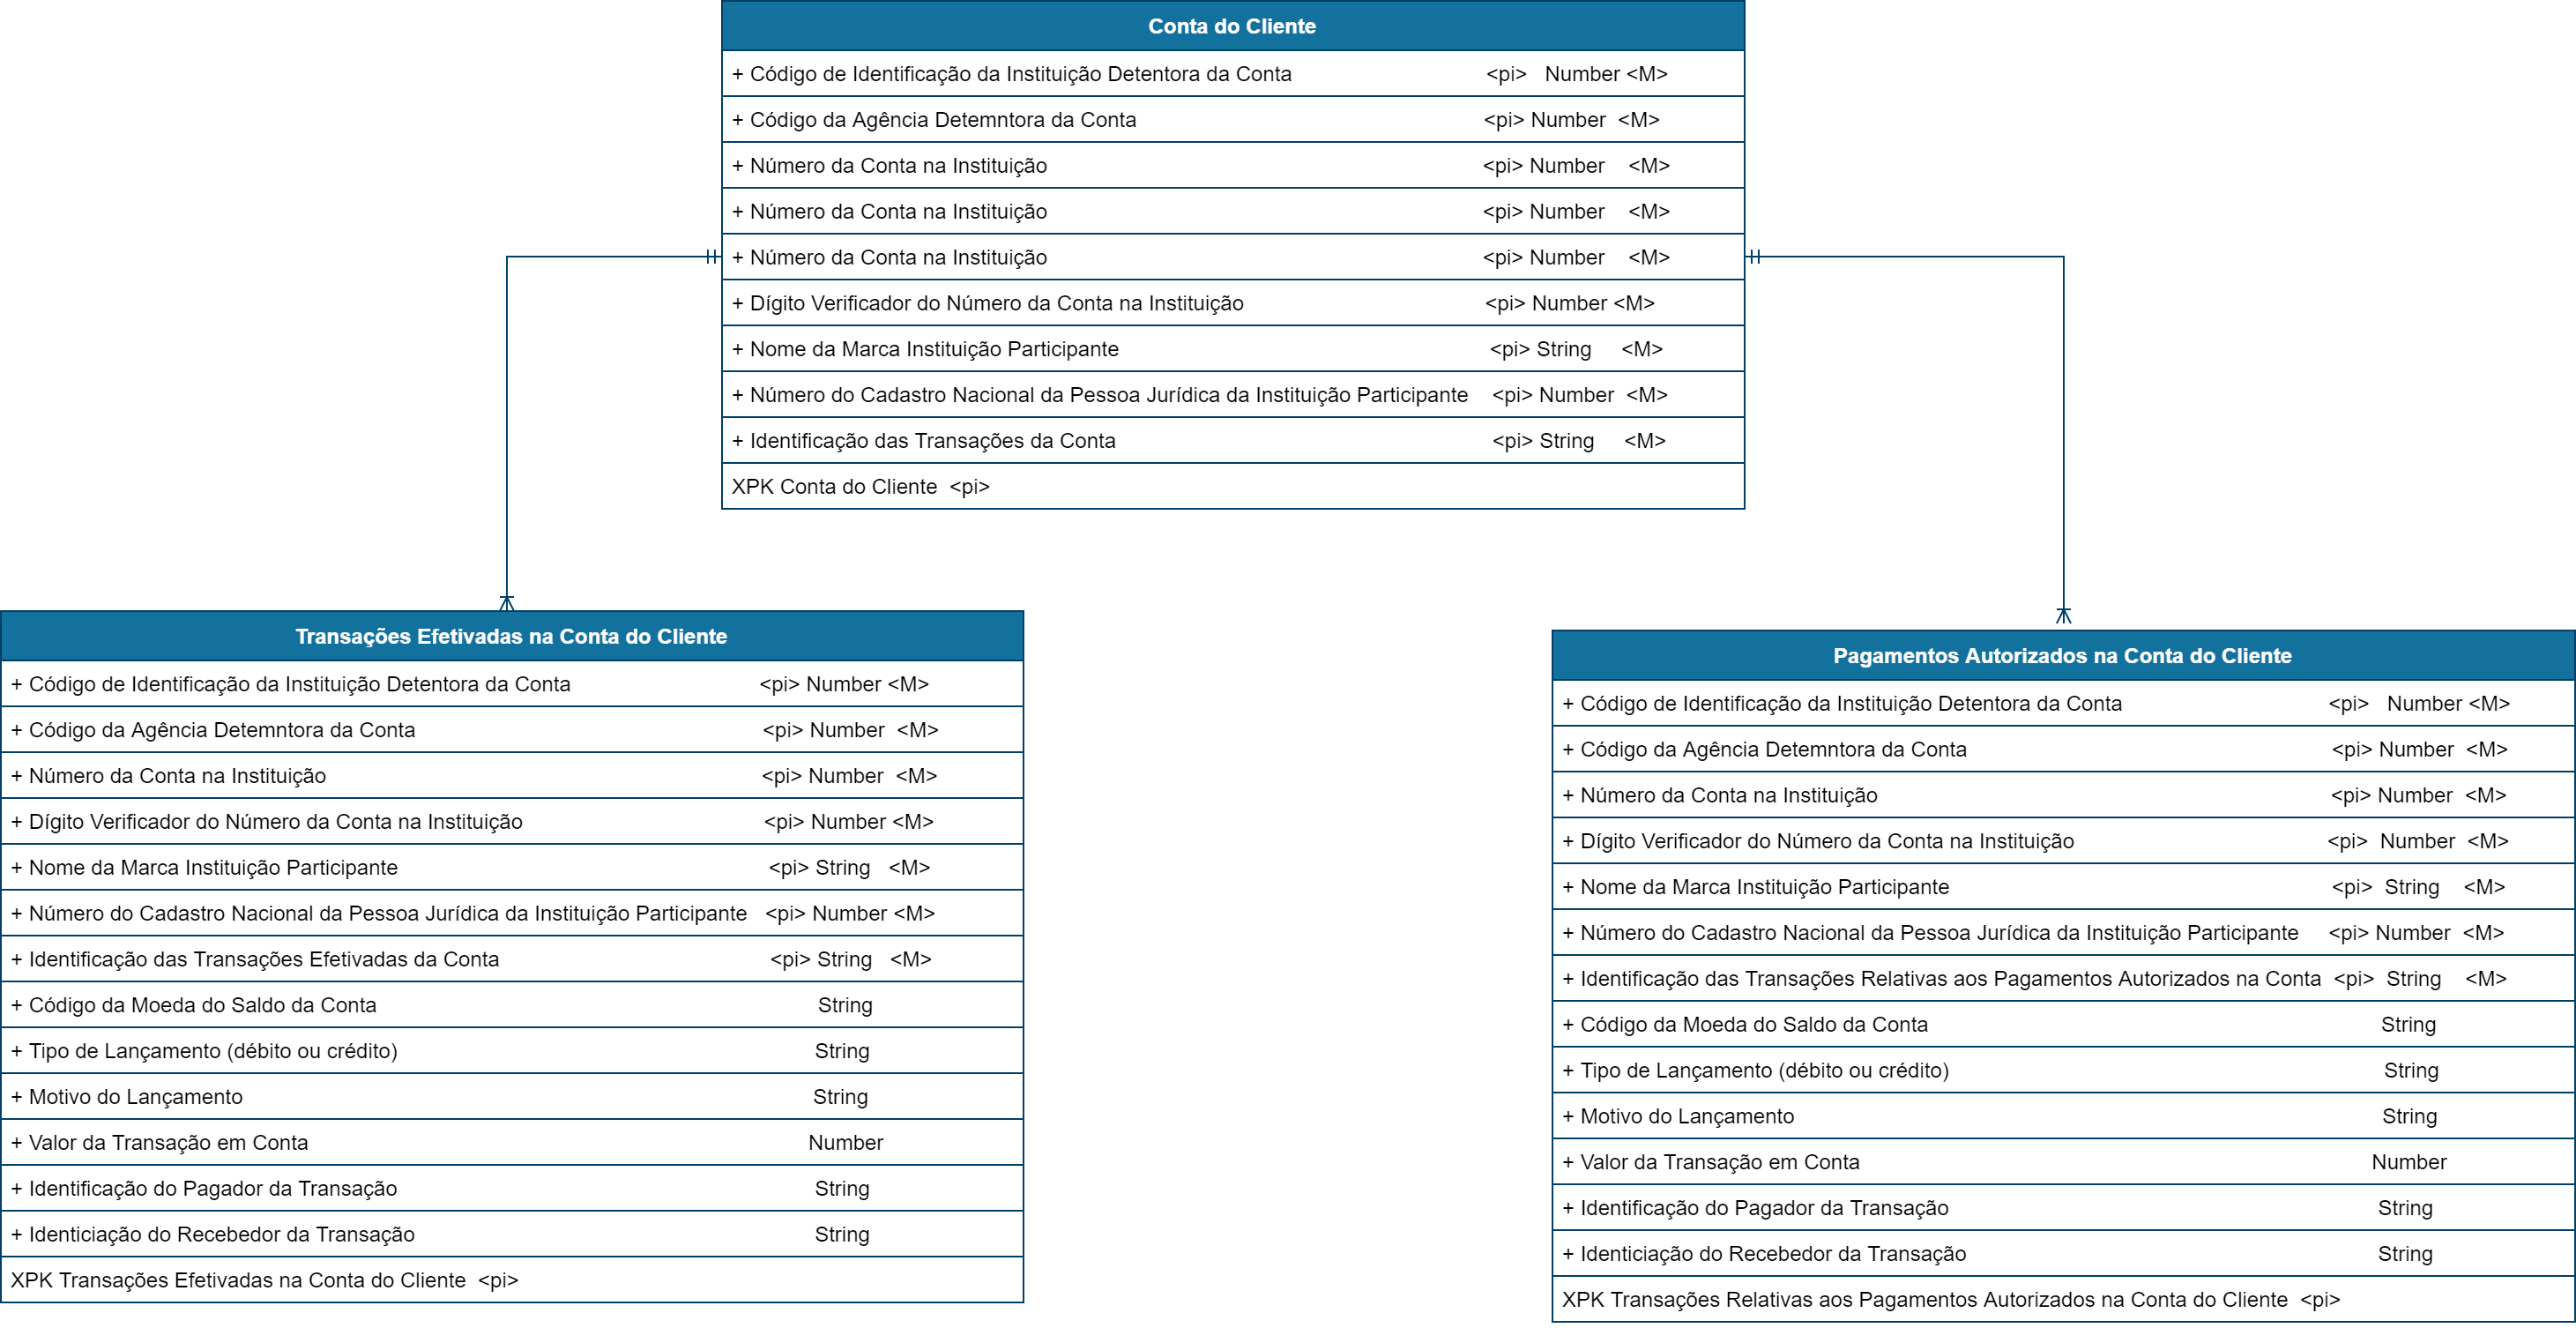 Conta do Cliente
+ Código de Identificação da Instituição Detentora da Conta <pi> Number <M>
+ Código da Agência Detemntora da Conta <pi> Number <M>
+ Número da Conta na Instituição <pi> Number <M>
+ Número da Conta na Instituição <pi> Number <M>
+ Número da Conta na Instituição <pi> Number <M>
+ Dígito Verificador do Número da Conta na Instituição <pi> Number <M>
+ Nome da Marca Instituição Participante <pi> String <M>
+ Número do Cadastro Nacional da Pessoa Jurídica da Instituição Participante <pi> Number <M>
+ Identificação das Transações da Conta <pi> String <M>
XPK Conta do Cliente <pi>
Transações Efetivadas na Conta do Cliente
+ Código de Identificação da Instituição Detentora da Conta <pi> Number <M>
+ Código da Agência Detemntora da Conta <pi> Number <M>
+ Número da Conta na Instituição <pi> Number <M>
+ Dígito Verificador do Número da Conta na Instituição <pi> Number <M>
+ Nome da Marca Instituição Participante <pi> String <M>
+ Número do Cadastro Nacional da Pessoa Jurídica da Instituição Participante <pi> Number <M>
+ Identificação das Transações Efetivadas da Conta <pi> String <M>
+ Código da Moeda do Saldo da Conta String
+ Tipo de Lançamento (débito ou crédito) String
+ Motivo do Lançamento String
+ Valor da Transação em Conta Number
+ Identificação do Pagador da Transação String
+ Identiciação do Recebedor da Transação String
XPK Transações Efetivadas na Conta do Cliente <pi>
Pagamentos Autorizados na Conta do Cliente
+ Código de Identificação da Instituição Detentora da Conta <pi> Number <M>
+ Código da Agência Detemntora da Conta <pi> Number <M>
+ Número da Conta na Instituição <pi> Number <M>
+ Dígito Verificador do Número da Conta na Instituição <pi> Number <M>
+ Nome da Marca Instituição Participante <pi> String <M>
+ Número do Cadastro Nacional da Pessoa Jurídica da Instituição Participante <pi> Number <M>
+ Identificação das Transações Relativas aos Pagamentos Autorizados na Conta <pi> String <M>
+ Código da Moeda do Saldo da Conta String
+ Tipo de Lançamento (débito ou crédito) String
+ Motivo do Lançamento String
+ Valor da Transação em Conta Number
+ Identificação do Pagador da Transação String
+ Identiciação do Recebedor da Transação String
XPK Transações Relativas aos Pagamentos Autorizados na Conta do Cliente <pi>